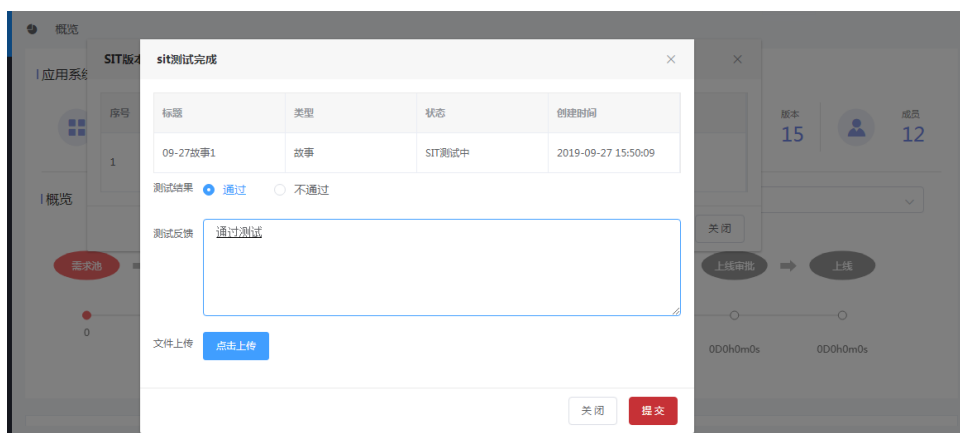 概览
SIT版本
sit测试完成
应用系统
序号
标题
类型
状态
创建时间
版本
15
成员
12
1
09-27故事1
故事
SIT测试中
2019-09-27 15:50:09
测试结果
通过
不通过
概览
测试反馈
通过测试
关闭
需求池
上线审批
上线
0
文件上传
点击上传
0D0h0m0s
0D0h0m0s
关闭
提交